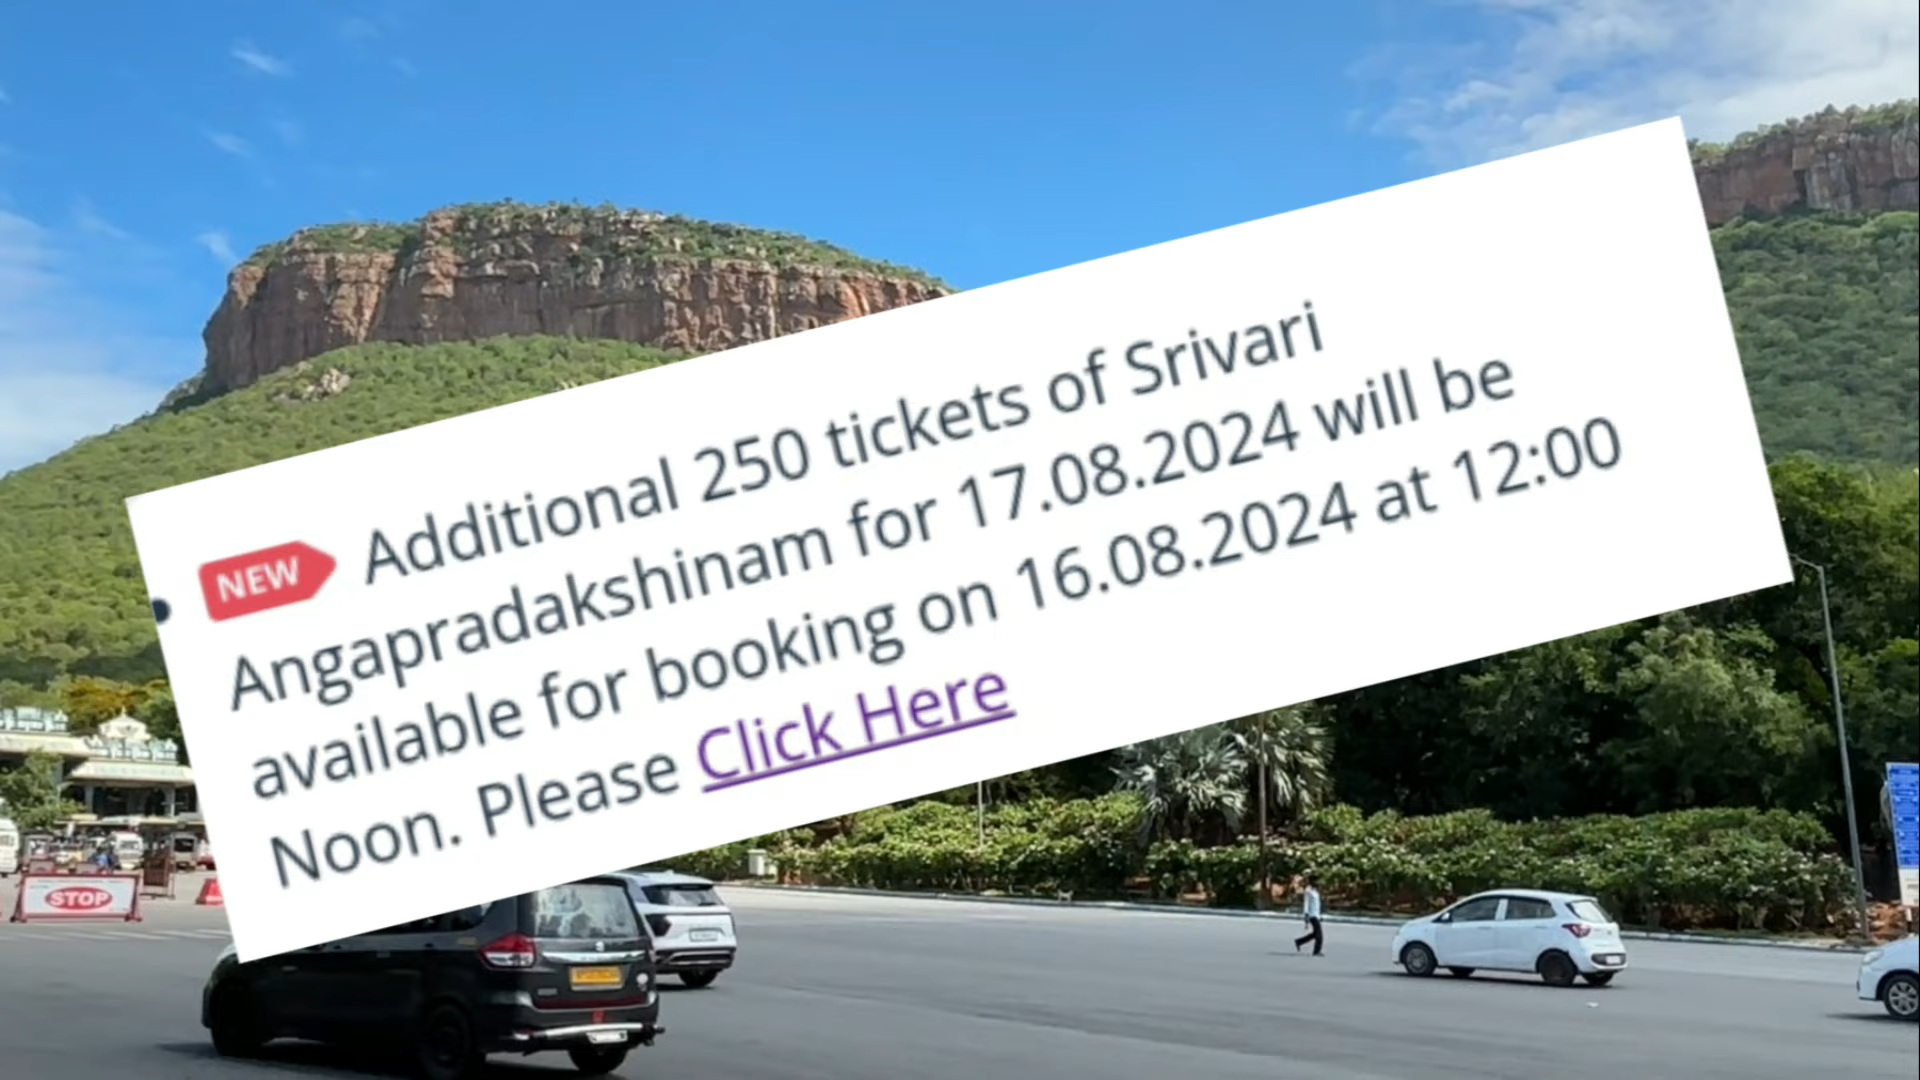 NEW Additional 250 tickets of Srivari
Angapradakshinam for 17.08.2024 will be
available for booking on 16.08.2024 at 12:00
Noon. Please Click Here
STOP